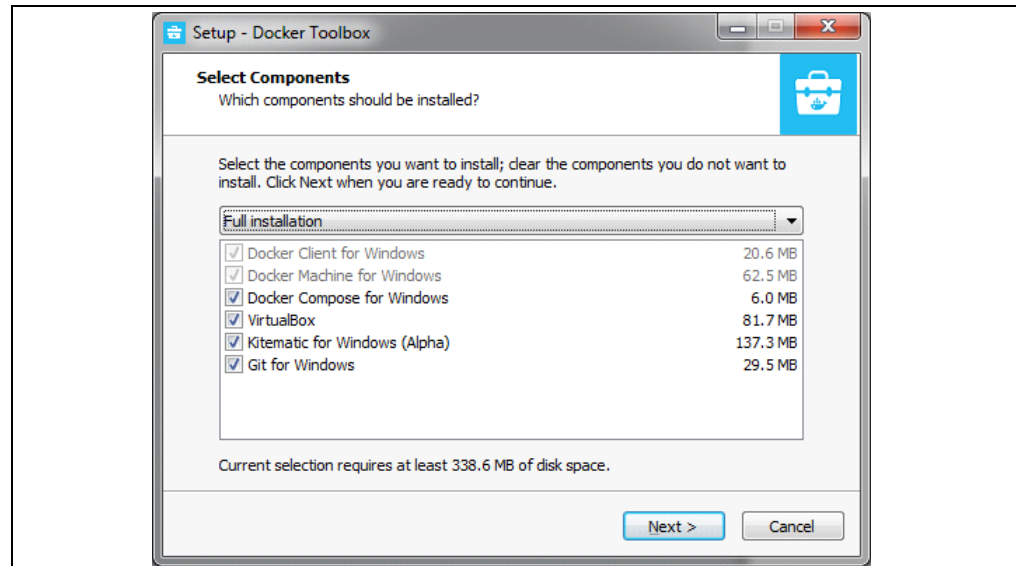 Setup - Docker Toolbox
Select Components
Which components should be installed?
Select the components you want to install; clear the components you do not want to
install. Click Next when you are ready to continue.
Full installation
Docker Client for Windows 20.6 MB
Docker Machine for Windows 62.5 MB
Docker Compose for Windows 6.0 MB
VirtualBox 81.7 MB
Kitematic for Windows (Alpha) 137.3 MB
Git for Windows 29.5 MB
Current selection requires at least 338.6 MB of disk space.
Next >
Cancel